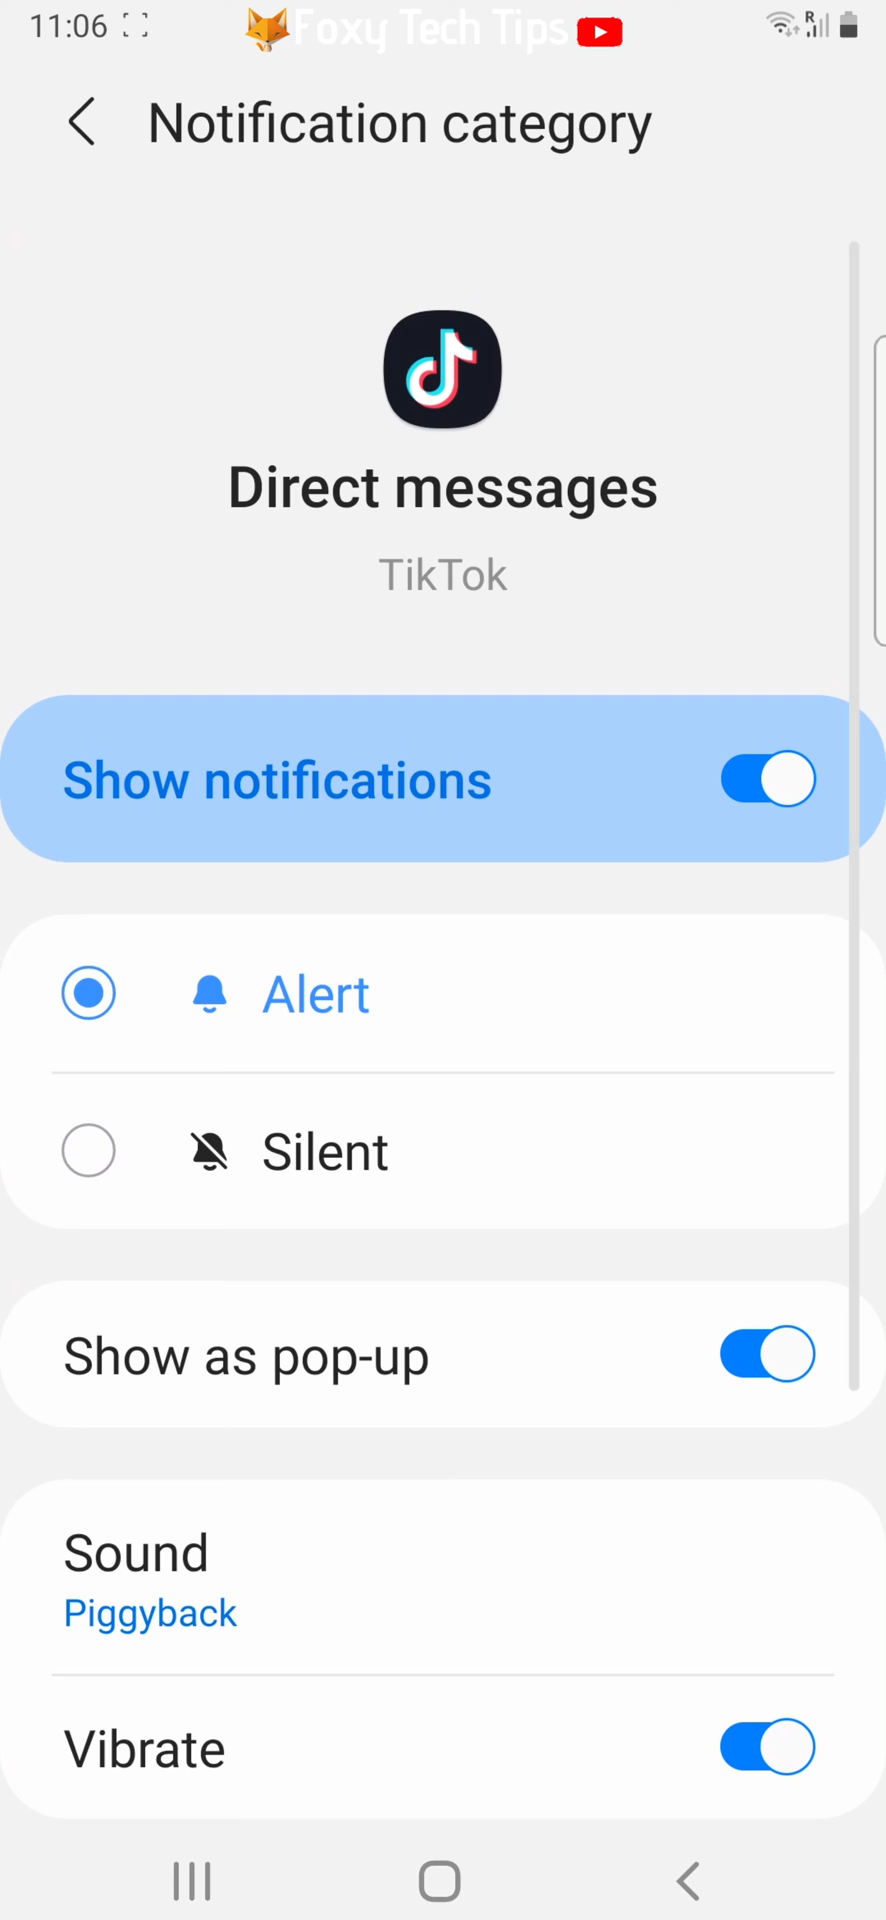 11:06 Foxy Tech Tips R
Notification category
Direct messages
TikTok
Show notifications
Alert
Silent
Show as pop-up
Sound
Piggyback
Vibrate